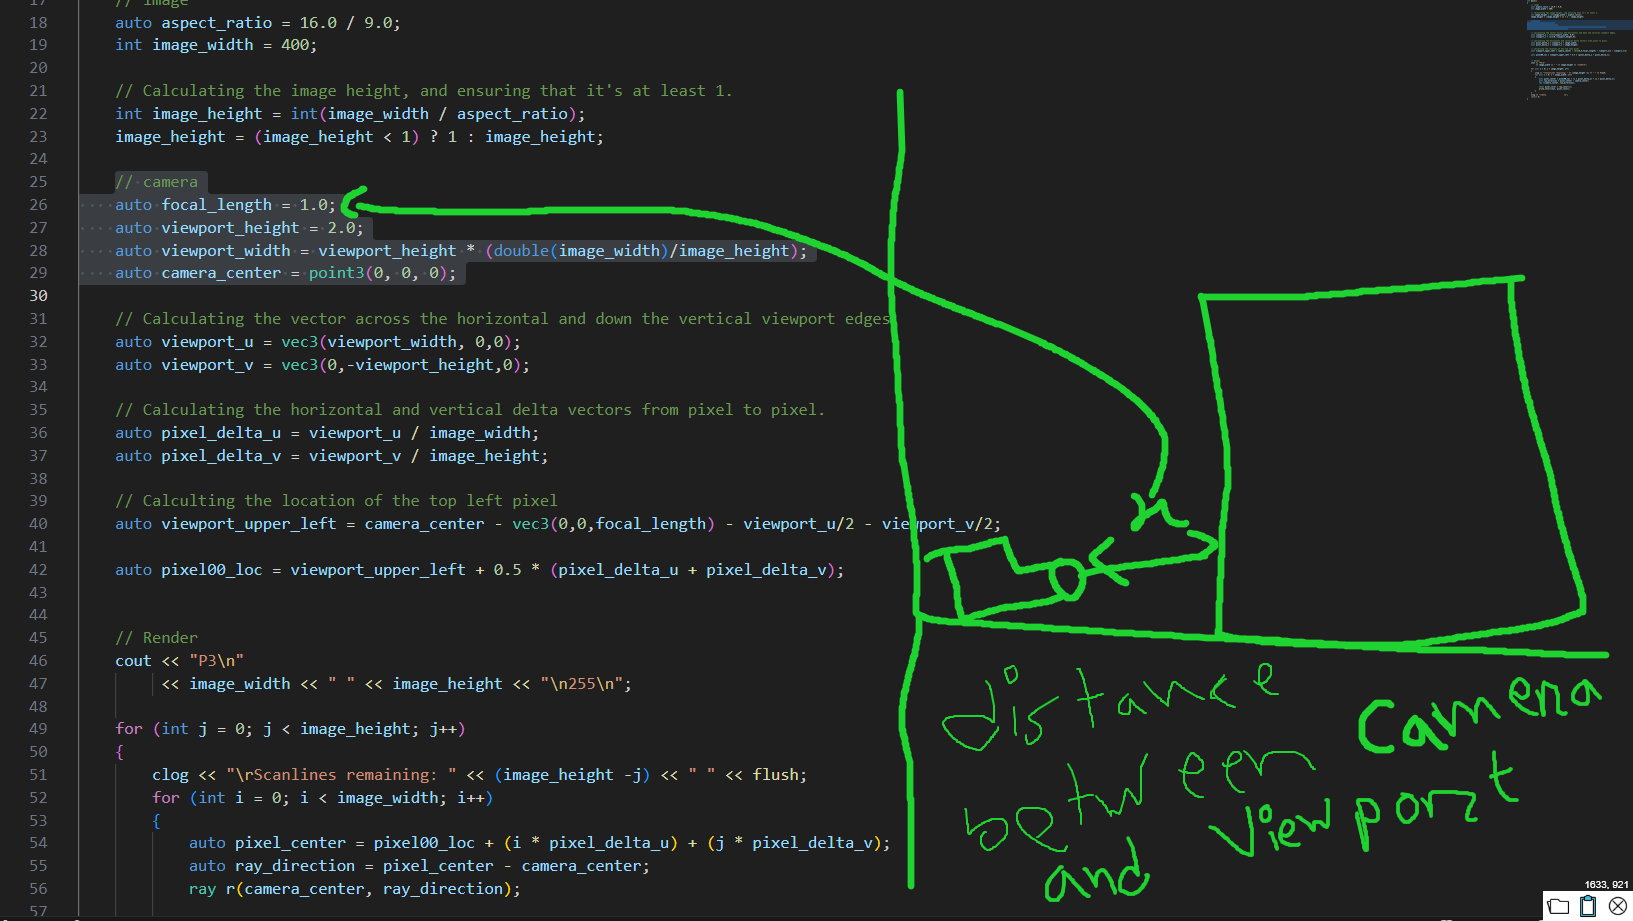 17 // image
18 auto aspect_ratio = 16.0 / 9.0;
19 int image_width = 400;
20
21 // Calculating the image height, and ensuring that it's at least 1.
22 int image_height = int(image_width / aspect_ratio);
23 image_height = (image_height < 1) ? 1 : image_height;
24
25 // camera
26 auto focal_length = 1.0;
27 auto viewport_height = 2.0;
28 auto viewport_width = viewport_height * (double(image_width)/image_height);
29 auto camera_center = point3(0, 0, 0);
30
31 // Calculating the vector across the horizontal and down the vertical viewport edges
32 auto viewport_u = vec3(viewport_width, 0,0);
33 auto viewport_v = vec3(0,-viewport_height,0);
34
35 // Calculating the horizontal and vertical delta vectors from pixel to pixel.
36 auto pixel_delta_u = viewport_u / image_width;
37 auto pixel_delta_v = viewport_v / image_height;
38
39 // Calculting the location of the top left pixel
40 auto viewport_upper_left = camera_center - vec3(0,0,focal_length) - viewport_u/2 - viewport_v/2;
41
42 auto pixel00_loc = viewport_upper_left + 0.5 * (pixel_delta_u + pixel_delta_v);
43
44
45 // Render
46 cout << "P3\n"
47 << image_width << " " << image_height << "\n255\n";
48
49 for (int j = 0; j < image_height; j++)
50 {
51 clog << "\rScanlines remaining: " << (image_height -j) << " " << flush;
52 for (int i = 0; i < image_width; i++)
53 {
54 auto pixel_center = pixel00_loc + (i * pixel_delta_u) + (j * pixel_delta_v);
55 auto ray_direction = pixel_center - camera_center;
56 ray r(camera_center, ray_direction);
57
distance
between
and
Camera
viewport
1633, 921